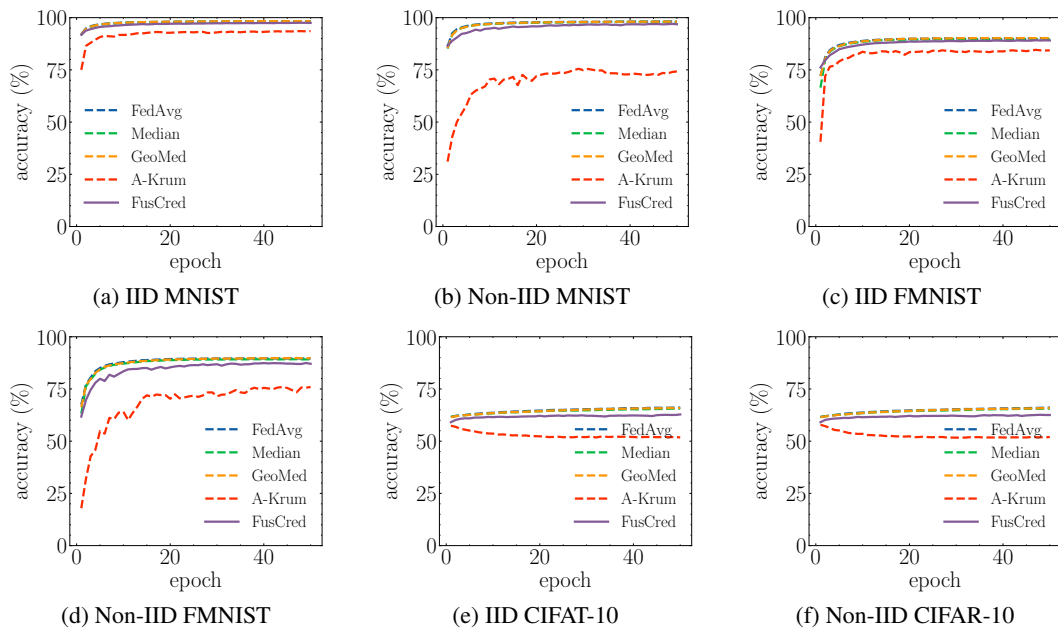 100
75
50
25
0
accuracy (%)
FedAvg
Median
GeoMed
A-Krum
FusCred
0 20 40
epoch
(a) IID MNIST
100
75
50
25
0
accuracy (%)
FedAvg
Median
GeoMed
A-Krum
FusCred
0 20 40
epoch
(b) Non-IID MNIST
100
75
50
25
0
accuracy (%)
FedAvg
Median
GeoMed
A-Krum
FusCred
0 20 40
epoch
(c) IID FMNIST
100
75
50
25
0
accuracy (%)
FedAvg
Median
GeoMed
A-Krum
FusCred
0 20 40
epoch
(d) Non-IID FMNIST
100
75
50
25
0
accuracy (%)
FedAvg
Median
GeoMed
A-Krum
FusCred
0 20 40
epoch
(e) IID CIFAT-10
100
75
50
25
0
accuracy (%)
FedAvg
Median
GeoMed
A-Krum
FusCred
0 20 40
epoch
(f) Non-IID CIFAR-10